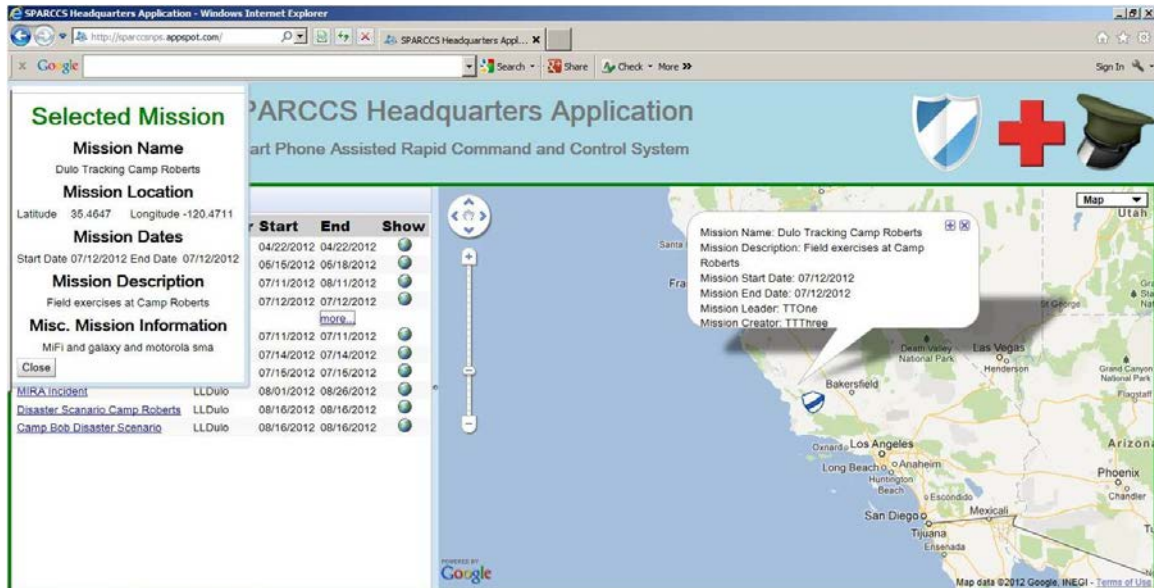 SPARCCS Headquarters Application - Windows Internet Explorer
http://sparccsnps.appspot.com/
SPARCCS Headquarters Appl...
x Google
Search
Share
Check
More
Sign In
Selected Mission
Mission Name
Dulo Tracking Camp Roberts
Mission Location
Latitude 35.4647 Longitude -120.4711
Mission Dates
Start Date 07/12/2012 End Date 07/12/2012
Mission Description
Field exercises at Camp Roberts
Misc. Mission Information
MiFi and galaxy and motorola sma
Close
PARCCS Headquarters Application
art Phone Assisted Rapid Command and Control System
r Start End Show
04/22/2012 04/22/2012
05/15/2012 05/18/2012
07/11/2012 08/11/2012
07/12/2012 07/12/2012
more...
07/11/2012 07/11/2012
07/14/2012 07/14/2012
07/15/2012 07/15/2012
MIRA Incident LLDulo 08/01/2012 08/26/2012
Disaster Scanario Camp Roberts LLDulo 08/16/2012 08/16/2012
Camp Bob Disaster Scenario LLDulo 08/16/2012 08/16/2012
Map
Utah
Santa
Fra
Mission Name: Dulo Tracking Camp Roberts
Mission Description: Field exercises at Camp
Roberts
Mission Start Date: 07/12/2012
Mission End Date: 07/12/2012
Mission Leader: TTOne
Mission Creator: TTThree
St George
Gra
Sta
Nat
Death Valley
National Park
Las Vegas
Henderson
Grand Canyon
National Park
Bakersfield
Flagstaff
Oxnard
Los Angeles
Arizona
Long Beach
Anaheim
Huntington
Beach
Phoenix
Chandler
Escondido
San Diego
Mexicali
Tijuana
Ensenada
Tu
POWERED BY
Google
Map data ©2012 Google, INEGI - Terms of Use